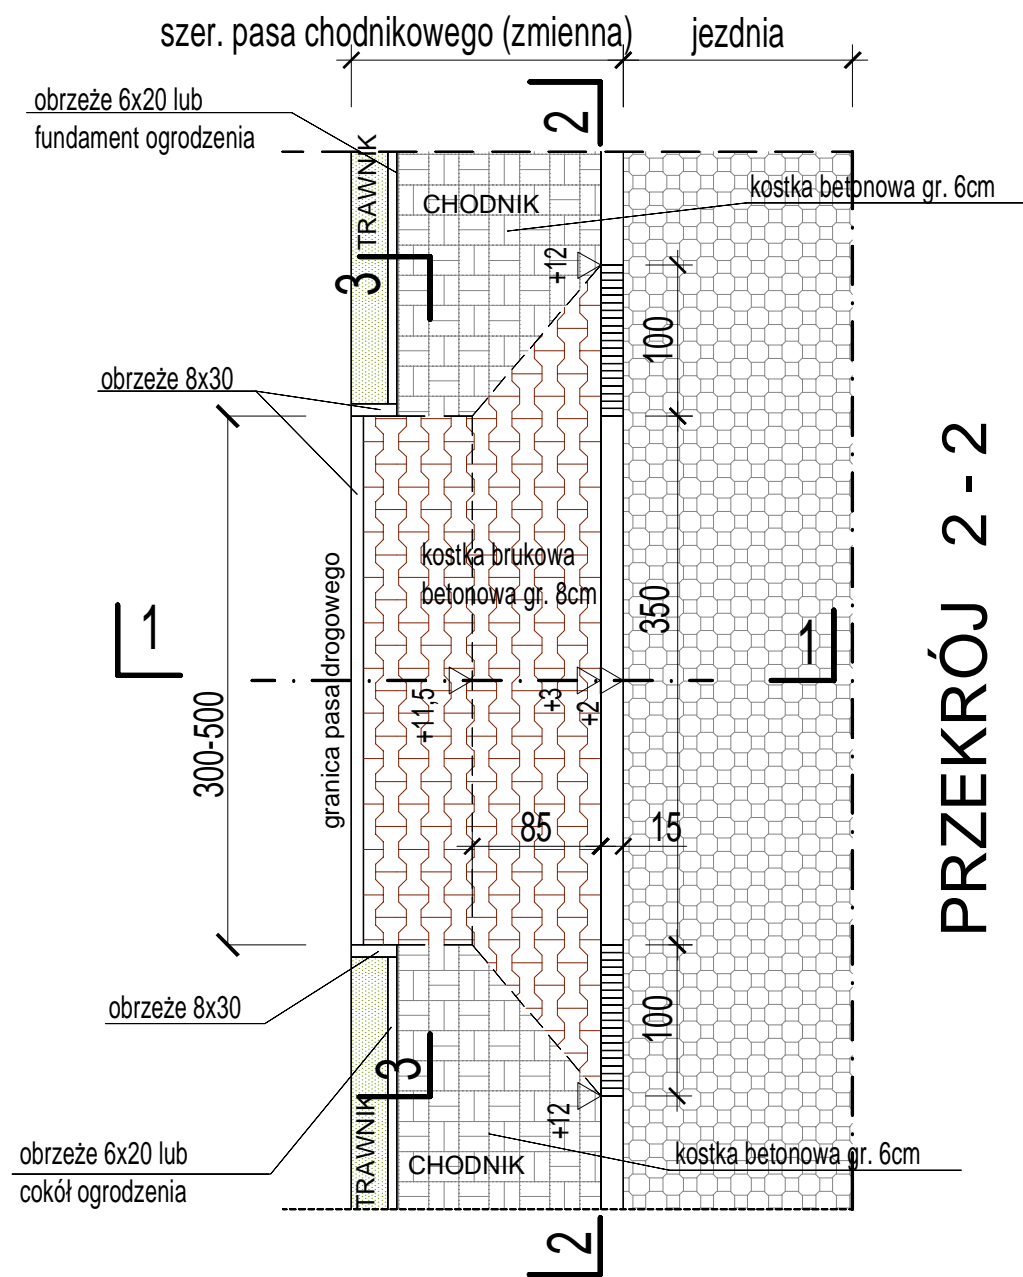 szer. pasa chodnikowego (zmienna)
jezdnia
obrzeże 6x20 lub
fundament ogrodzenia
2
TRAWNIK
CHODNIK
kostka betonowa gr. 6cm
+12
3
100
obrzeże 8x30
kostka brukowa
betonowa gr. 8cm
granica pasa drogowego
300-500
350
1
1
+11,5
+3
+2
85
15
PRZEKRÓJ 2 - 2
obrzeże 8x30
100
3
+12
TRAWNIK
CHODNIK
kostka betonowa gr. 6cm
obrzeże 6x20 lub
cokół ogrodzenia
2